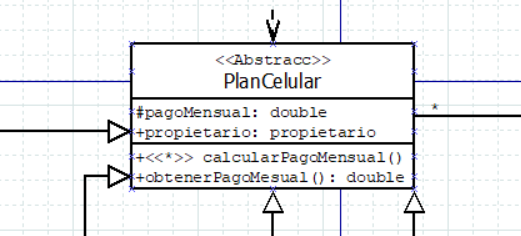 <<Abstracc>>
PlanCelular
#pagoMensual: double
*
+propietario: propietario
+<<*>> calcularPagoMensual()
+obtenerPagoMesual(): double